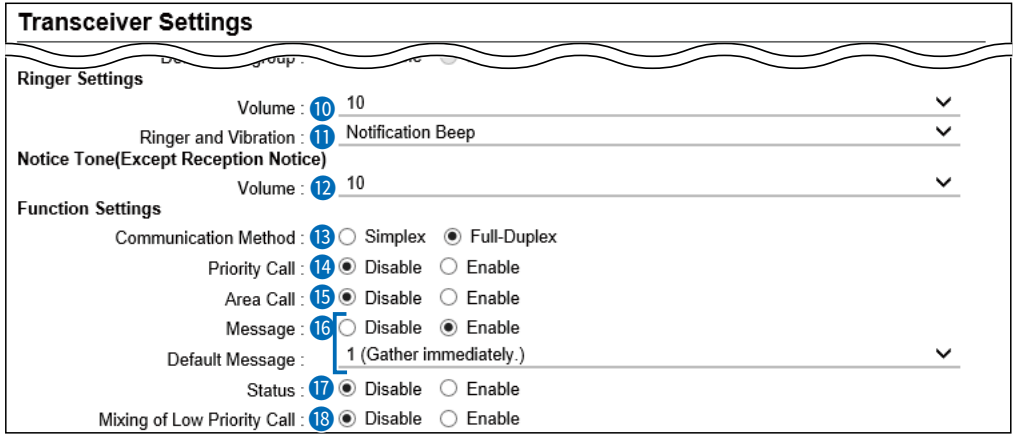 Transceiver Settings
Ringer Settings
Volume : 10 10
Ringer and Vibration : 11 Notification Beep
Notice Tone(Except Reception Notice)
Volume : 12 10
Function Settings
Communication Method : 13 Simplex Full-Duplex
Priority Call : 14 Disable Enable
Area Call : 15 Disable Enable
Message : 16 Disable Enable
Default Message : 1 (Gather immediately.)
Status : 17 Disable Enable
Mixing of Low Priority Call : 18 Disable Enable